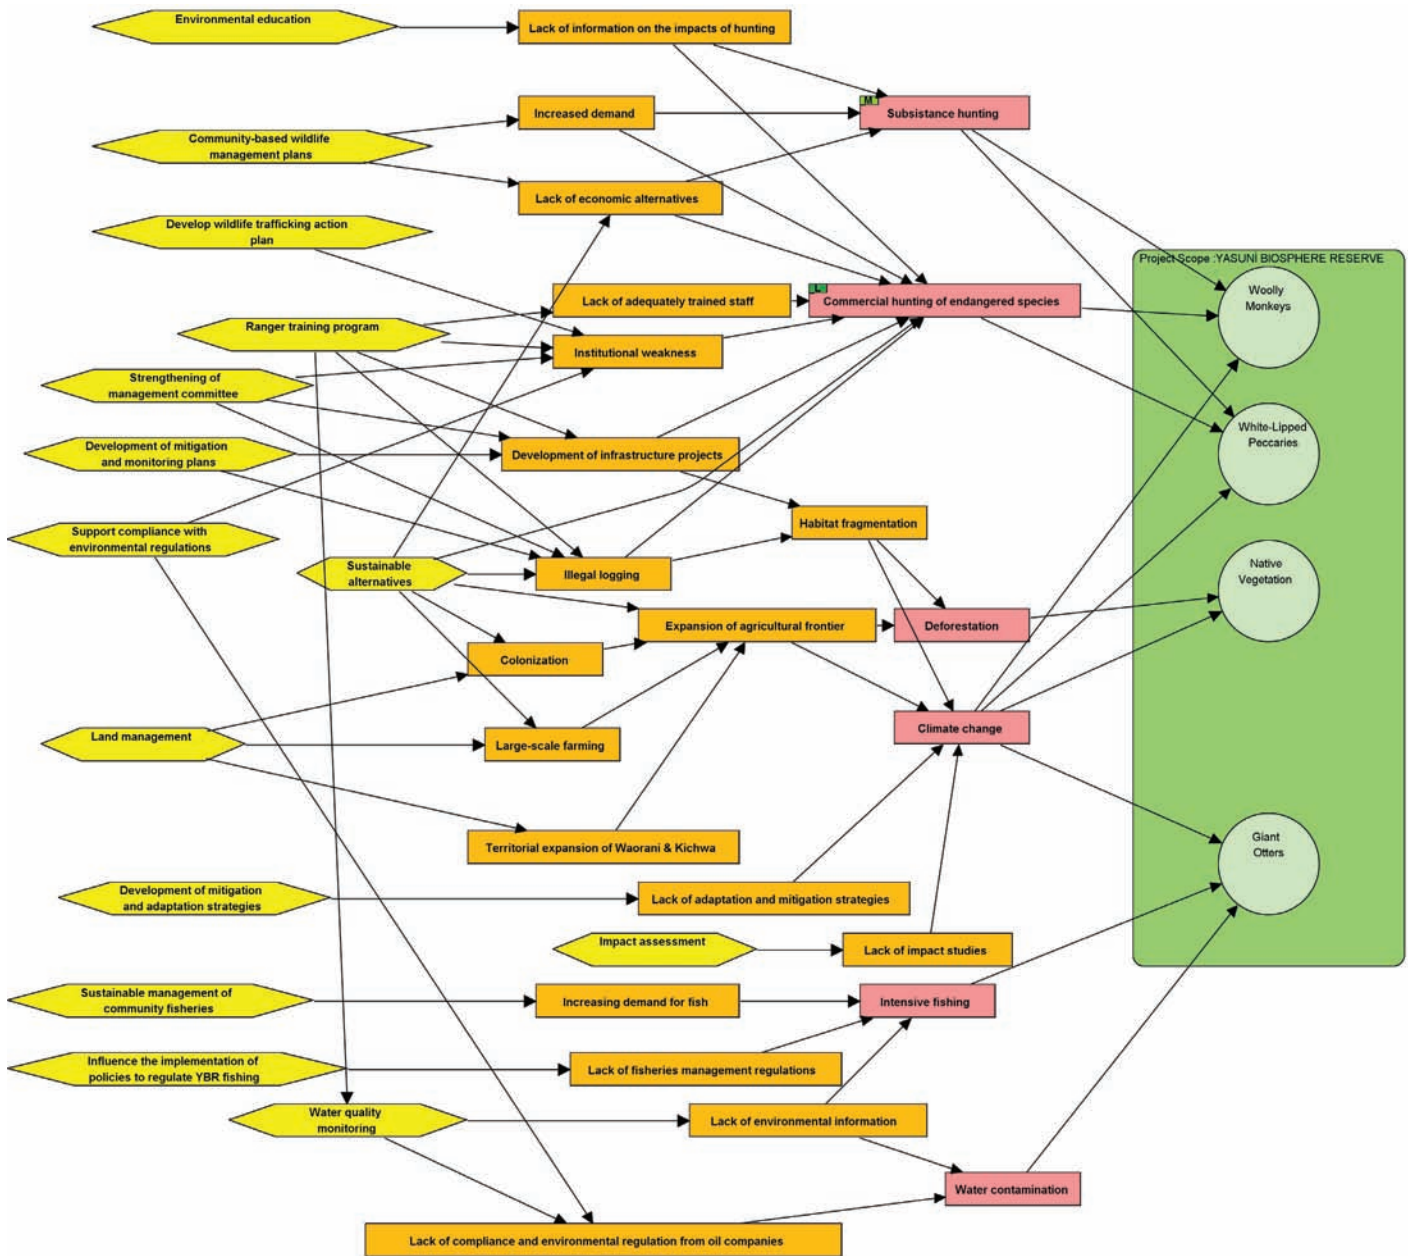 Environmental education
Lack of information on the impacts of hunting
Increased demand
M
Subsistance hunting
Community-based wildlife
management plans
Lack of economic alternatives
Develop wildlife trafficking action
plan
Project Scope :YASUNÍ BIOSPHERE RESERVE
Woolly
Monkeys
Lack of adequately trained staff
L
Commercial hunting of endangered species
Ranger training program
Institutional weakness
Strengthening of
management committee
White-Lipped
Peccaries
Development of mitigation
and monitoring plans
Development of infrastructure projects
Support compliance with
environmental regulations
Habitat fragmentation
Sustainable
alternatives
Illegal logging
Native
Vegetation
Expansion of agricultural frontier
Deforestation
Colonization
Land management
Large-scale farming
Climate change
Territorial expansion of Waorani & Kichwa
Giant
Otters
Development of mitigation
and adaptation strategies
Lack of adaptation and mitigation strategies
Impact assessment
Lack of impact studies
Sustainable management of
community fisheries
Increasing demand for fish
Intensive fishing
Influence the implementation of
policies to regulate YBR fishing
Lack of fisheries management regulations
Water quality
monitoring
Lack of environmental information
Water contamination
Lack of compliance and environmental regulation from oil companies